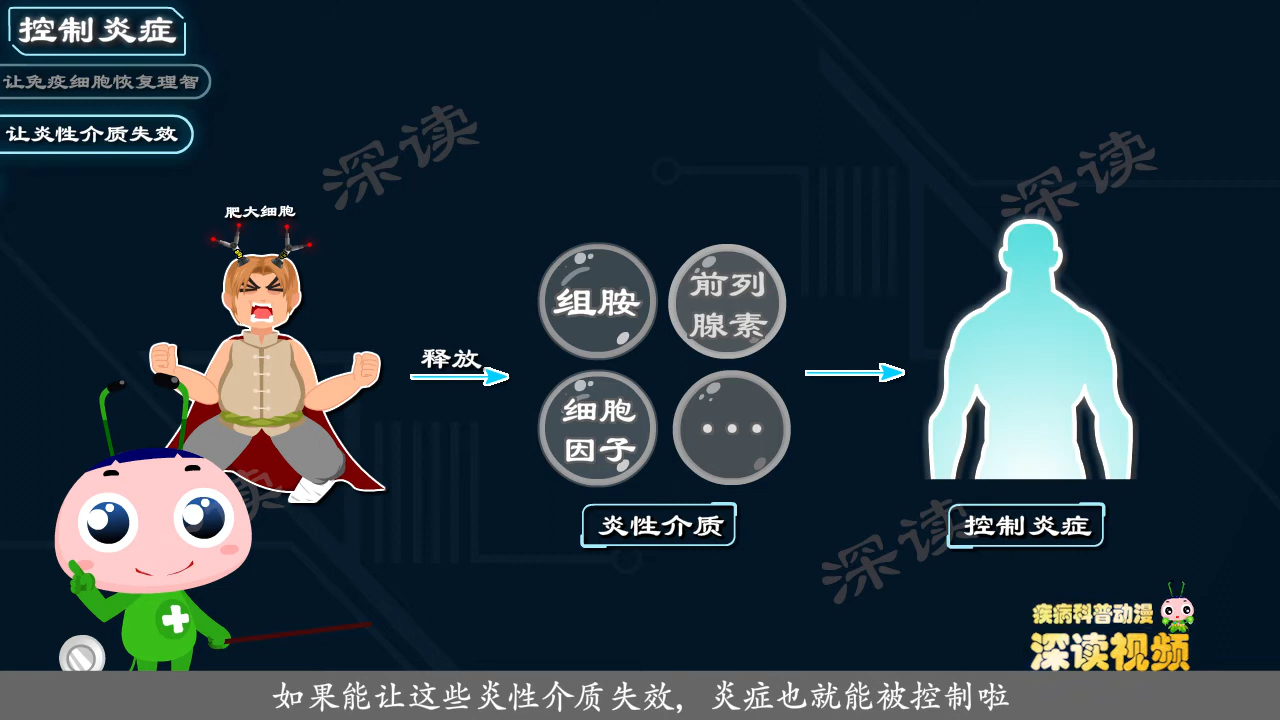 控制炎症
让免疫细胞恢复理智
让炎性介质失效
深读
深读
肥大细胞
释放
组胺
前列
腺素
细胞
因子
炎性介质
控制炎症
深读
读
疾病科普动漫
深读视频
如果能让这些炎性介质失效，炎症也就能被控制啦